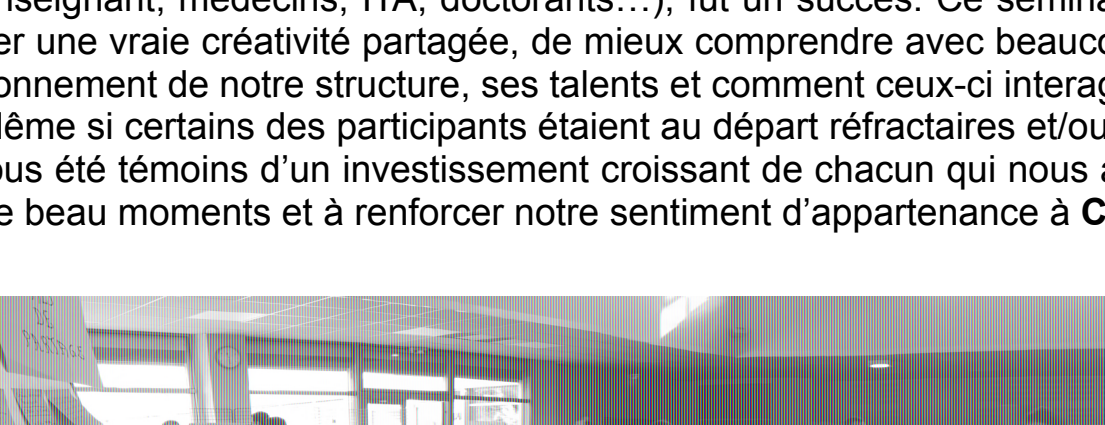 nseignant, médecins, ITA, doctorants…), fut un succès. Ce sémina
er une vraie créativité partagée, de mieux comprendre avec beauco
onnement de notre structure, ses talents et comment ceux-ci interag
ême si certains des participants étaient au départ réfractaires et/ou
ous été témoins d’un investissement croissant de chacun qui nous a
e beau moments et à renforcer notre sentiment d’appartenance à C